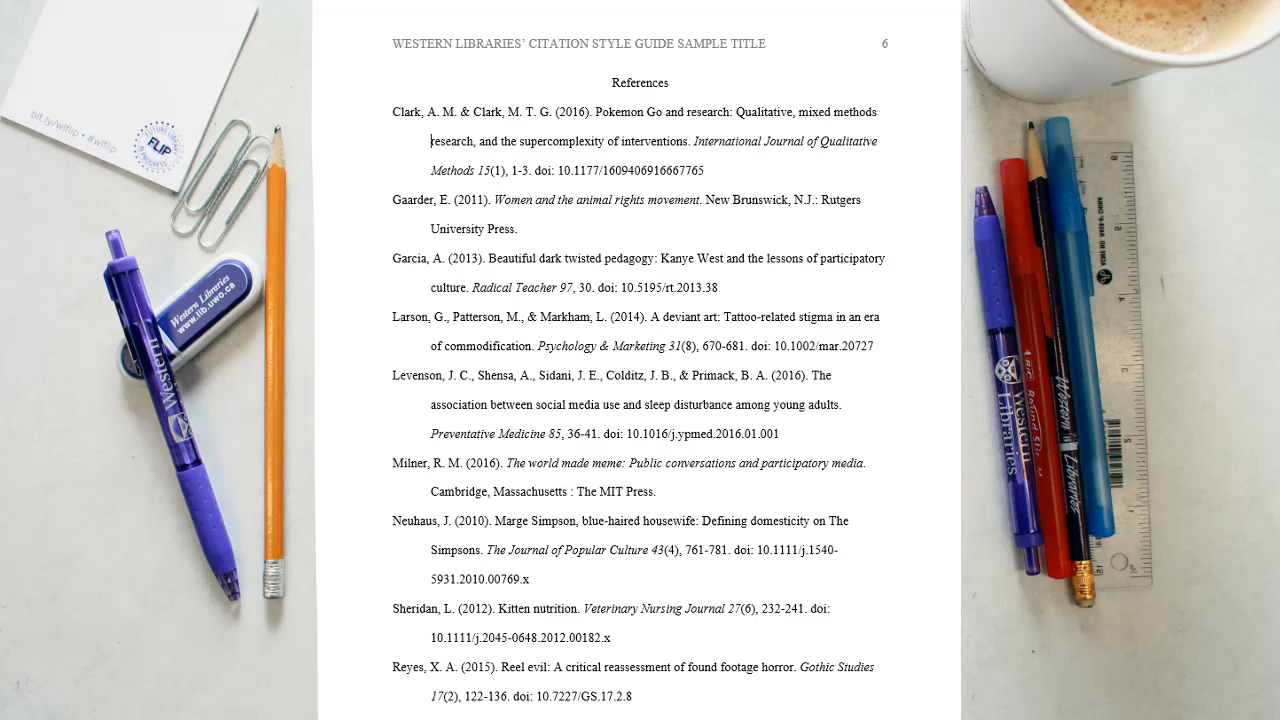 WESTERN LIBRARIES’ CITATION STYLE GUIDE SAMPLE TITLE 6
References
Clark, A. M. & Clark, M. T. G. (2016). Pokemon Go and research: Qualitative, mixed methods
research, and the supercomplexity of interventions. International Journal of Qualitative
Methods 15(1), 1-3. doi: 10.1177/1609406916667765
Gaarder, E. (2011). Women and the animal rights movement. New Brunswick, N.J.: Rutgers
University Press.
Garcia, A. (2013). Beautiful dark twisted pedagogy: Kanye West and the lessons of participatory
culture. Radical Teacher 97, 30. doi: 10.5195/rt.2013.38
Larson, G., Patterson, M., & Markham, L. (2014). A deviant art: Tattoo-related stigma in an era
of commodification. Psychology & Marketing 31(8), 670-681. doi: 10.1002/mar.20727
Levenson, J. C., Shensa, A., Sidani, J. E., Colditz, J. B., & Primack, B. A. (2016). The
association between social media use and sleep disturbance among young adults.
Preventative Medicine 85, 36-41. doi: 10.1016/j.ypmed.2016.01.001
Milner, R. M. (2016). The world made meme: Public conversations and participatory media.
Cambridge, Massachusetts : The MIT Press.
Neuhaus, J. (2010). Marge Simpson, blue-haired housewife: Defining domesticity on The
Simpsons. The Journal of Popular Culture 43(4), 761-781. doi: 10.1111/j.1540-
5931.2010.00769.x
Sheridan, L. (2012). Kitten nutrition. Veterinary Nursing Journal 27(6), 232-241. doi:
10.1111/j.2045-0648.2012.00182.x
Reyes, X. A. (2015). Reel evil: A critical reassessment of found footage horror. Gothic Studies
17(2), 122-136. doi: 10.7227/GS.17.2.8
bit.ly/wlflip • #wlflip
FUTURE LIBRARY
FLIP
IN PROGRESS
Western Libraries
www.lib.uwo.ca
Western
Western
Libraries
BIC Round Stic M
Western Libraries